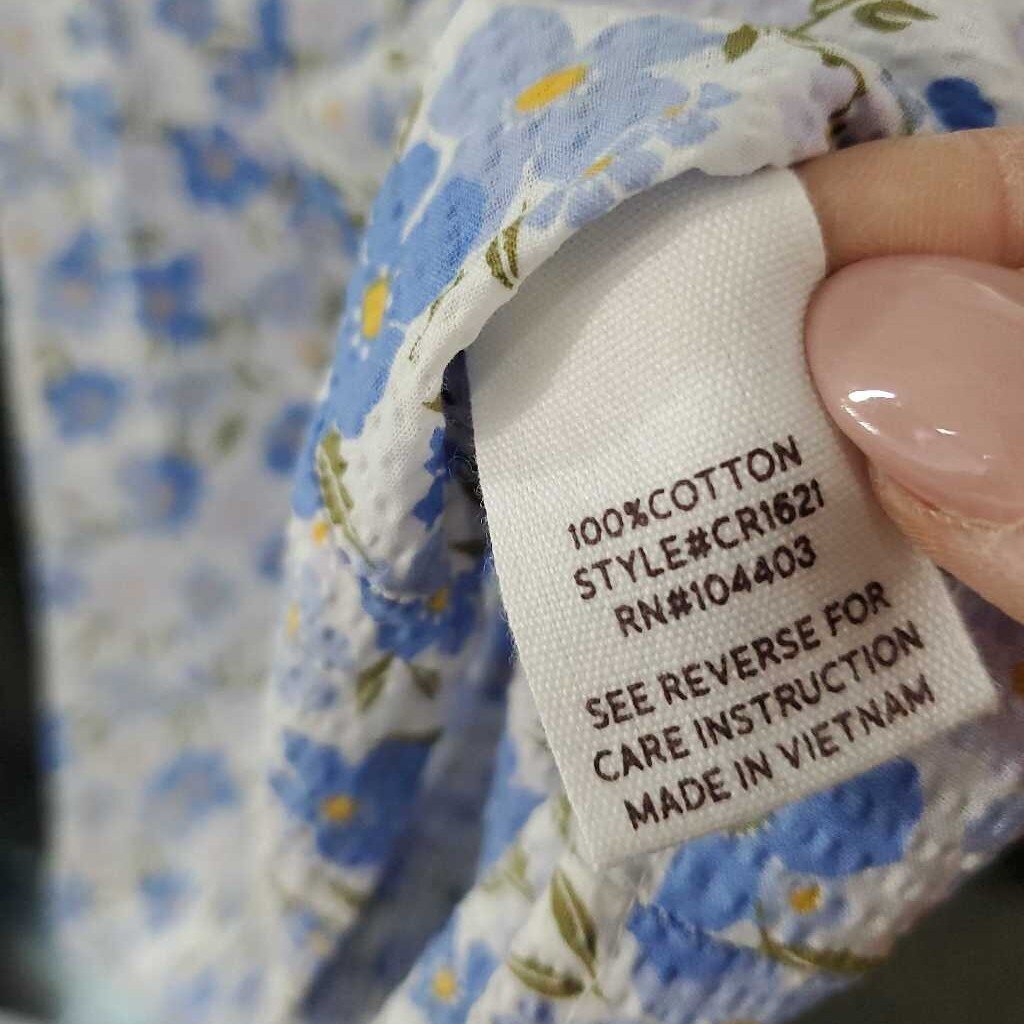 100%COTTON
STYLE#CR1621
RN#104403
SEE REVERSE FOR
CARE INSTRUCTION
MADE IN VIETNAM